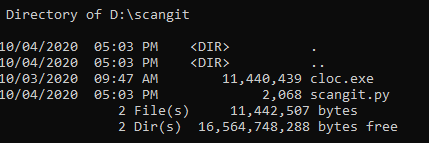 Directory of D:\scangit
10/04/2020  05:03 PM    <DIR>          .
10/04/2020  05:03 PM    <DIR>          ..
10/03/2020  09:47 AM        11,440,439 cloc.exe
10/04/2020  05:03 PM             2,068 scangit.py
2 File(s)     11,442,507 bytes
2 Dir(s)  16,564,748,288 bytes free